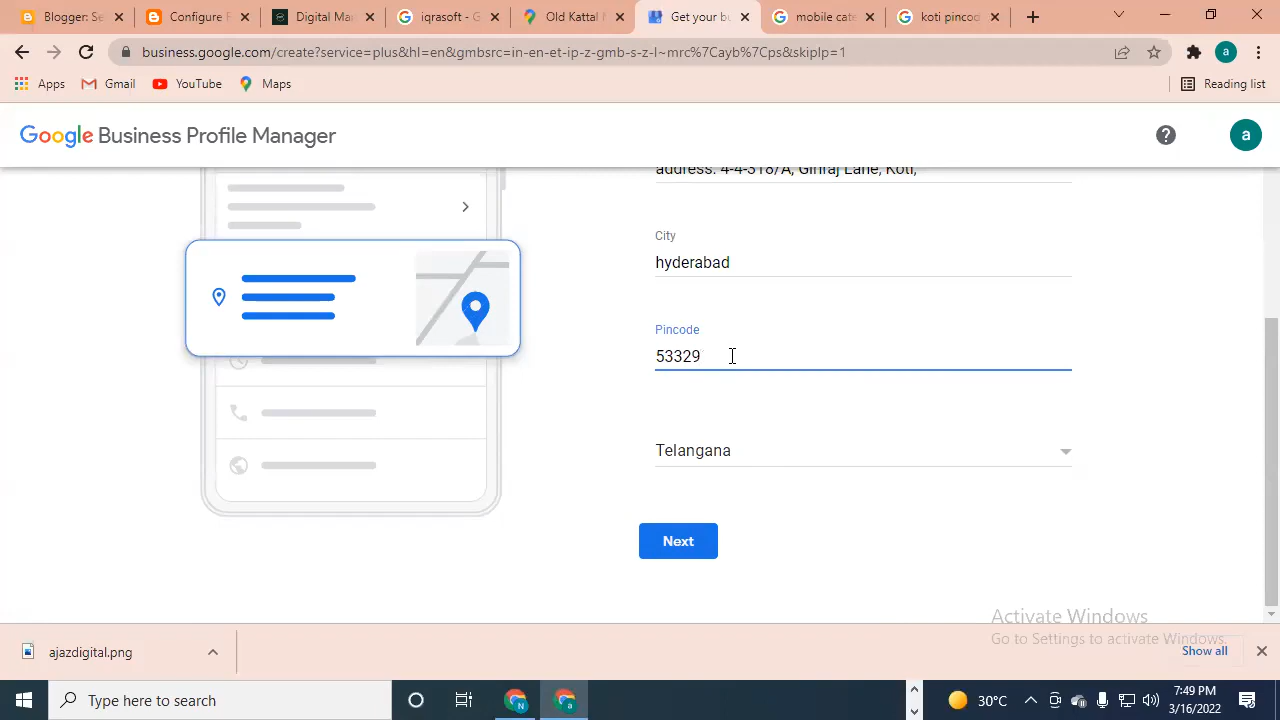 Blogger: Se
Configure F
Digital Mar
iqrasoft - G
Old Kattal M
Get your bu
mobile cate
koti pincod
business.google.com/create?service=plus&hl=en&gmbsrc=in-en-et-ip-z-gmb-s-z-l~mrc%7Cayb%7Cps&skiplp=1
a
Apps
Gmail
YouTube
Maps
Reading list
Google Business Profile Manager
a
address: 4-4-318/A, Giriraj Lane, Koti,
City
hyderabad
Pincode
53329
Telangana
Next
Activate Windows
Go to Settings to activate Windows.
ajazdigital.png
Show all
Type here to search
N
a
30°C
7:49 PM
3/16/2022